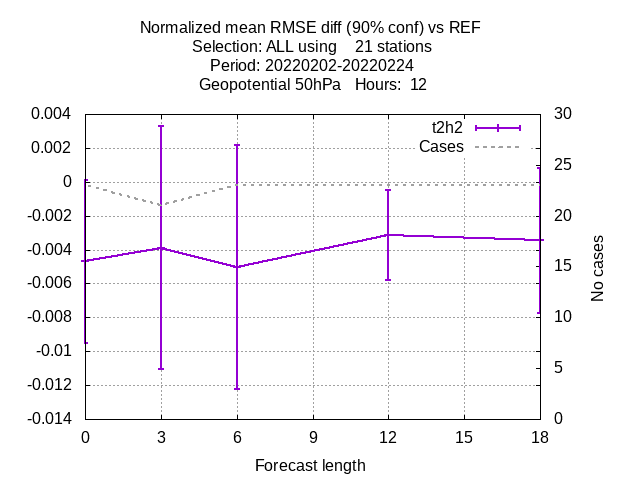 Normalized mean RMSE diff (90% conf) vs REF
Selection: ALL using    21 stations
Period: 20220202-20220224
Geopotential 50hPa   Hours:  12
0.004
0.002
0
-0.002
-0.004
-0.006
-0.008
-0.01
-0.012
-0.014
t2h2
Cases
30
25
20
15
10
5
0
No cases
0 3 6 9 12 15 18
Forecast length